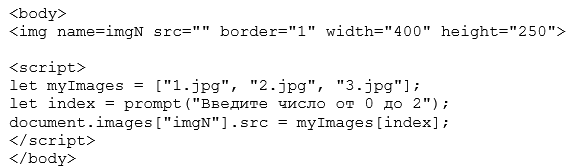 <body>
<img name=imgN src="" border="1" width="400" height="250">
<script>
let myImages = ["1.jpg", "2.jpg", "3.jpg"];
let index = prompt("Введите число от 0 до 2");
document.images["imgN"].src = myImages[index];
</script>
</body>